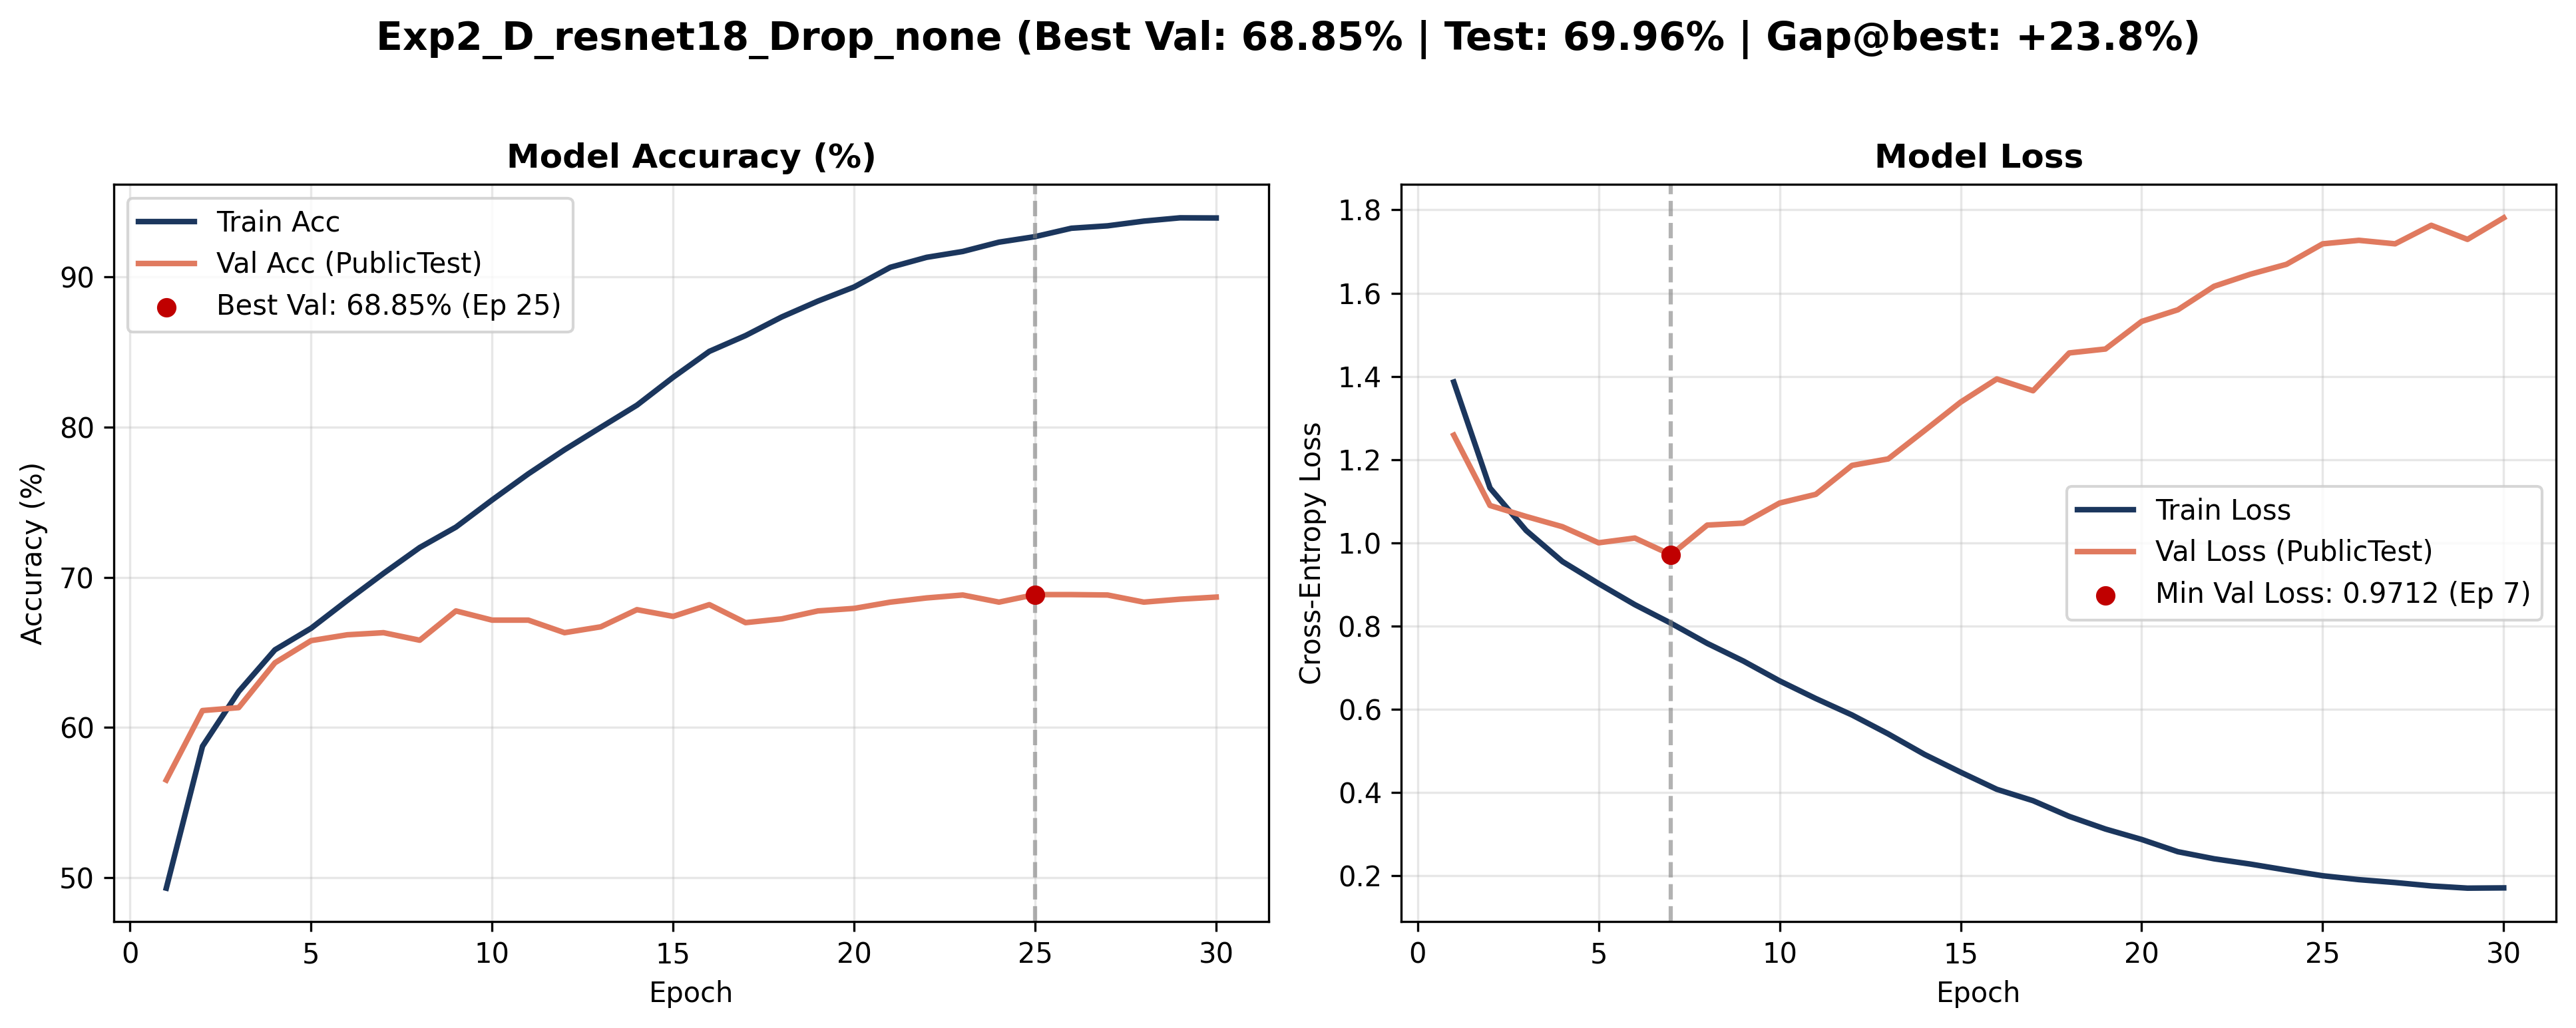 Exp2_D_resnet18_Drop_none (Best Val: 68.85% | Test: 69.96% | Gap@best: +23.8%)
Model Accuracy (%)
Train Acc
Val Acc (PublicTest)
Best Val: 68.85% (Ep 25)
Accuracy (%)
90
80
70
60
50
0 5 10 15 20 25 30
Epoch
Model Loss
Train Loss
Val Loss (PublicTest)
Min Val Loss: 0.9712 (Ep 7)
Cross-Entropy Loss
1.8
1.6
1.4
1.2
1.0
0.8
0.6
0.4
0.2
0 5 10 15 20 25 30
Epoch